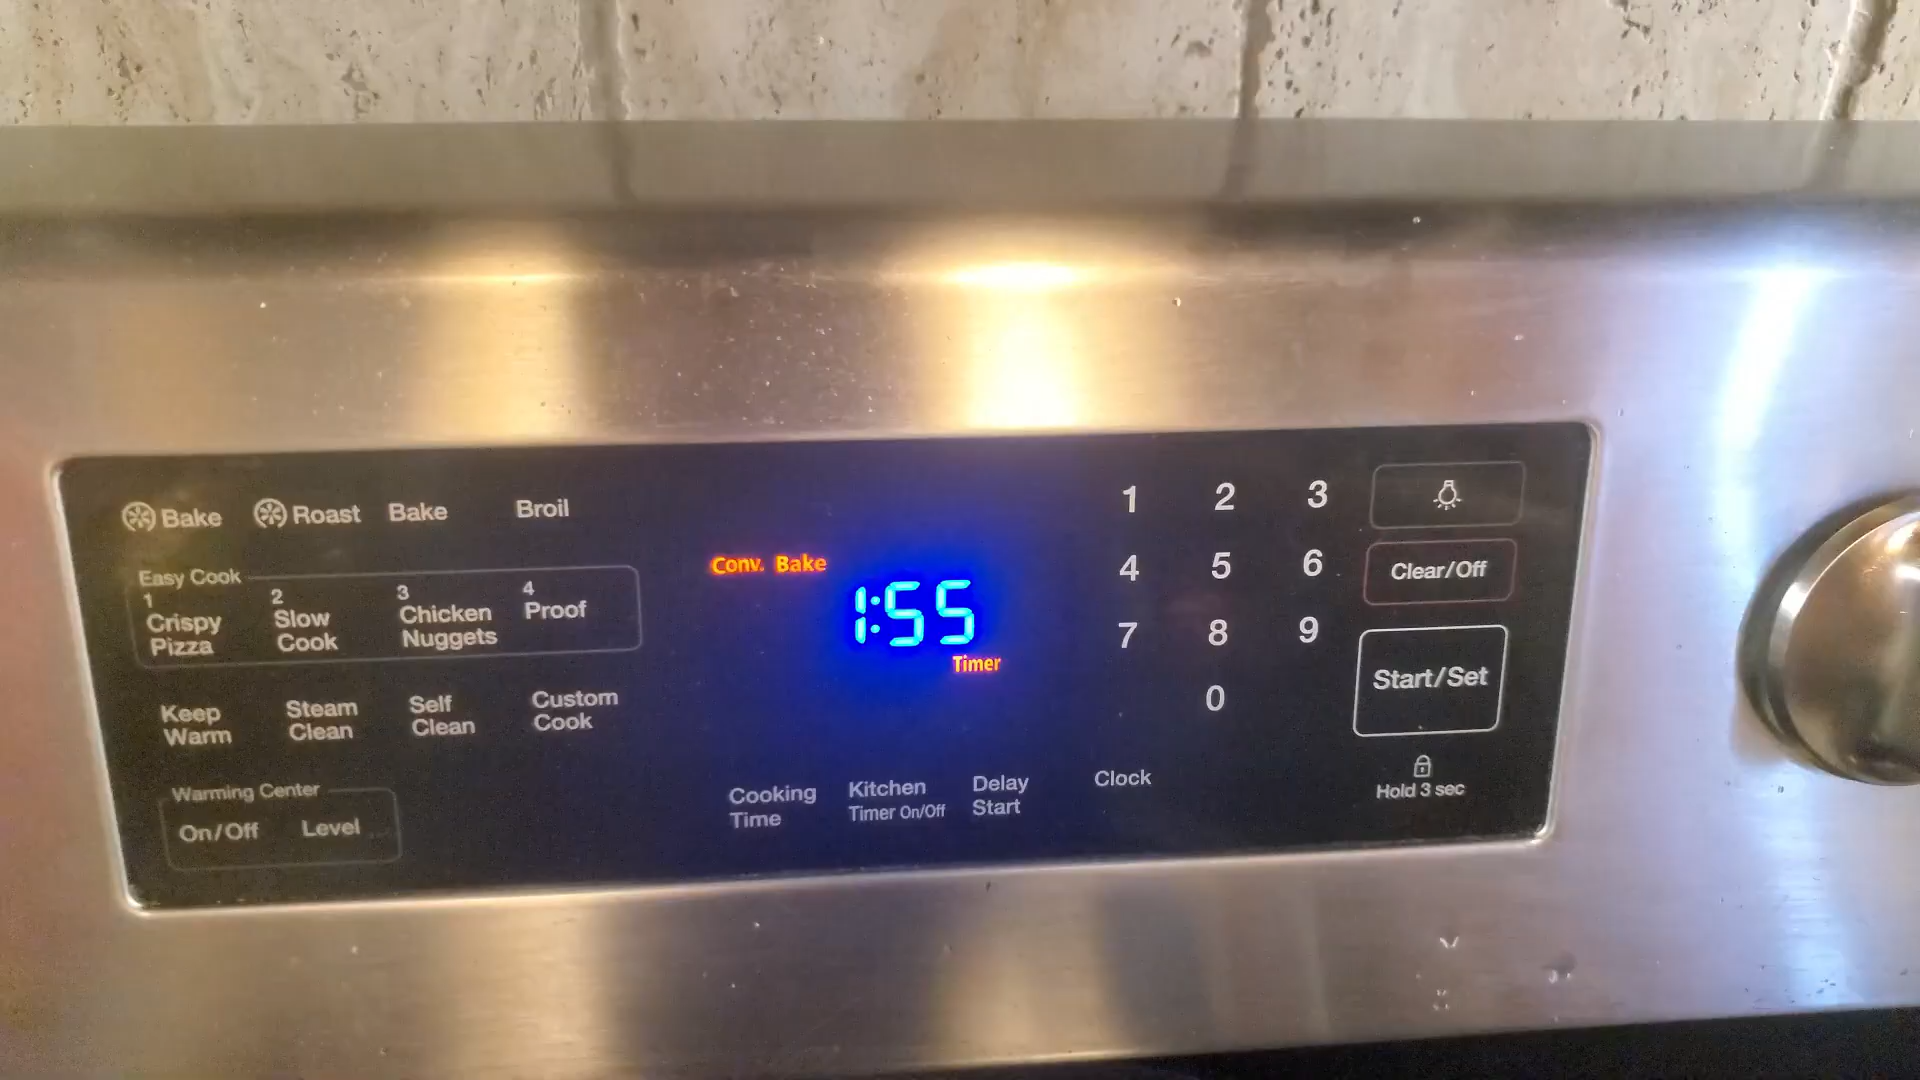 Bake
Roast
Bake
Broil
Easy Cook
1
Crispy
Pizza
2
Slow
Cook
3
Chicken
Nuggets
4
Proof
Keep
Warm
Steam
Clean
Self
Clean
Custom
Cook
Warming Center
On/Off
Level
Conv. Bake
1:55
Timer
Cooking
Time
Kitchen
Timer On/Off
Delay
Start
Clock
1 2 3
4 5 6
7 8 9
0
Clear/Off
Start/Set
Hold 3 sec